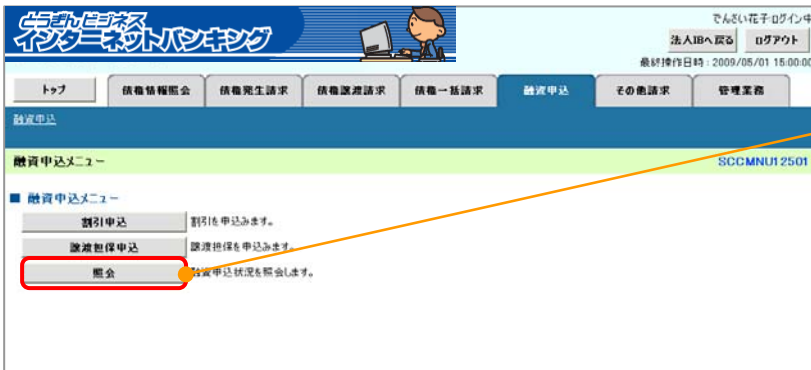 とうぎんビジネス
インターネットバンキング
でんさい花子:ログイン中
法人IBへ戻る ログアウト
最終操作日時:2009/05/01 15:00:00
トップ 債権情報照会 債権発生請求 債権譲渡請求 債権一括請求 融資申込 その他請求 管理業務
融資申込
融資申込メニュー SCCMNU12501
■ 融資申込メニュー
割引申込 割引を申込みます。
譲渡担保申込 譲渡担保を申込みます。
照会 融資申込状況を照会します。